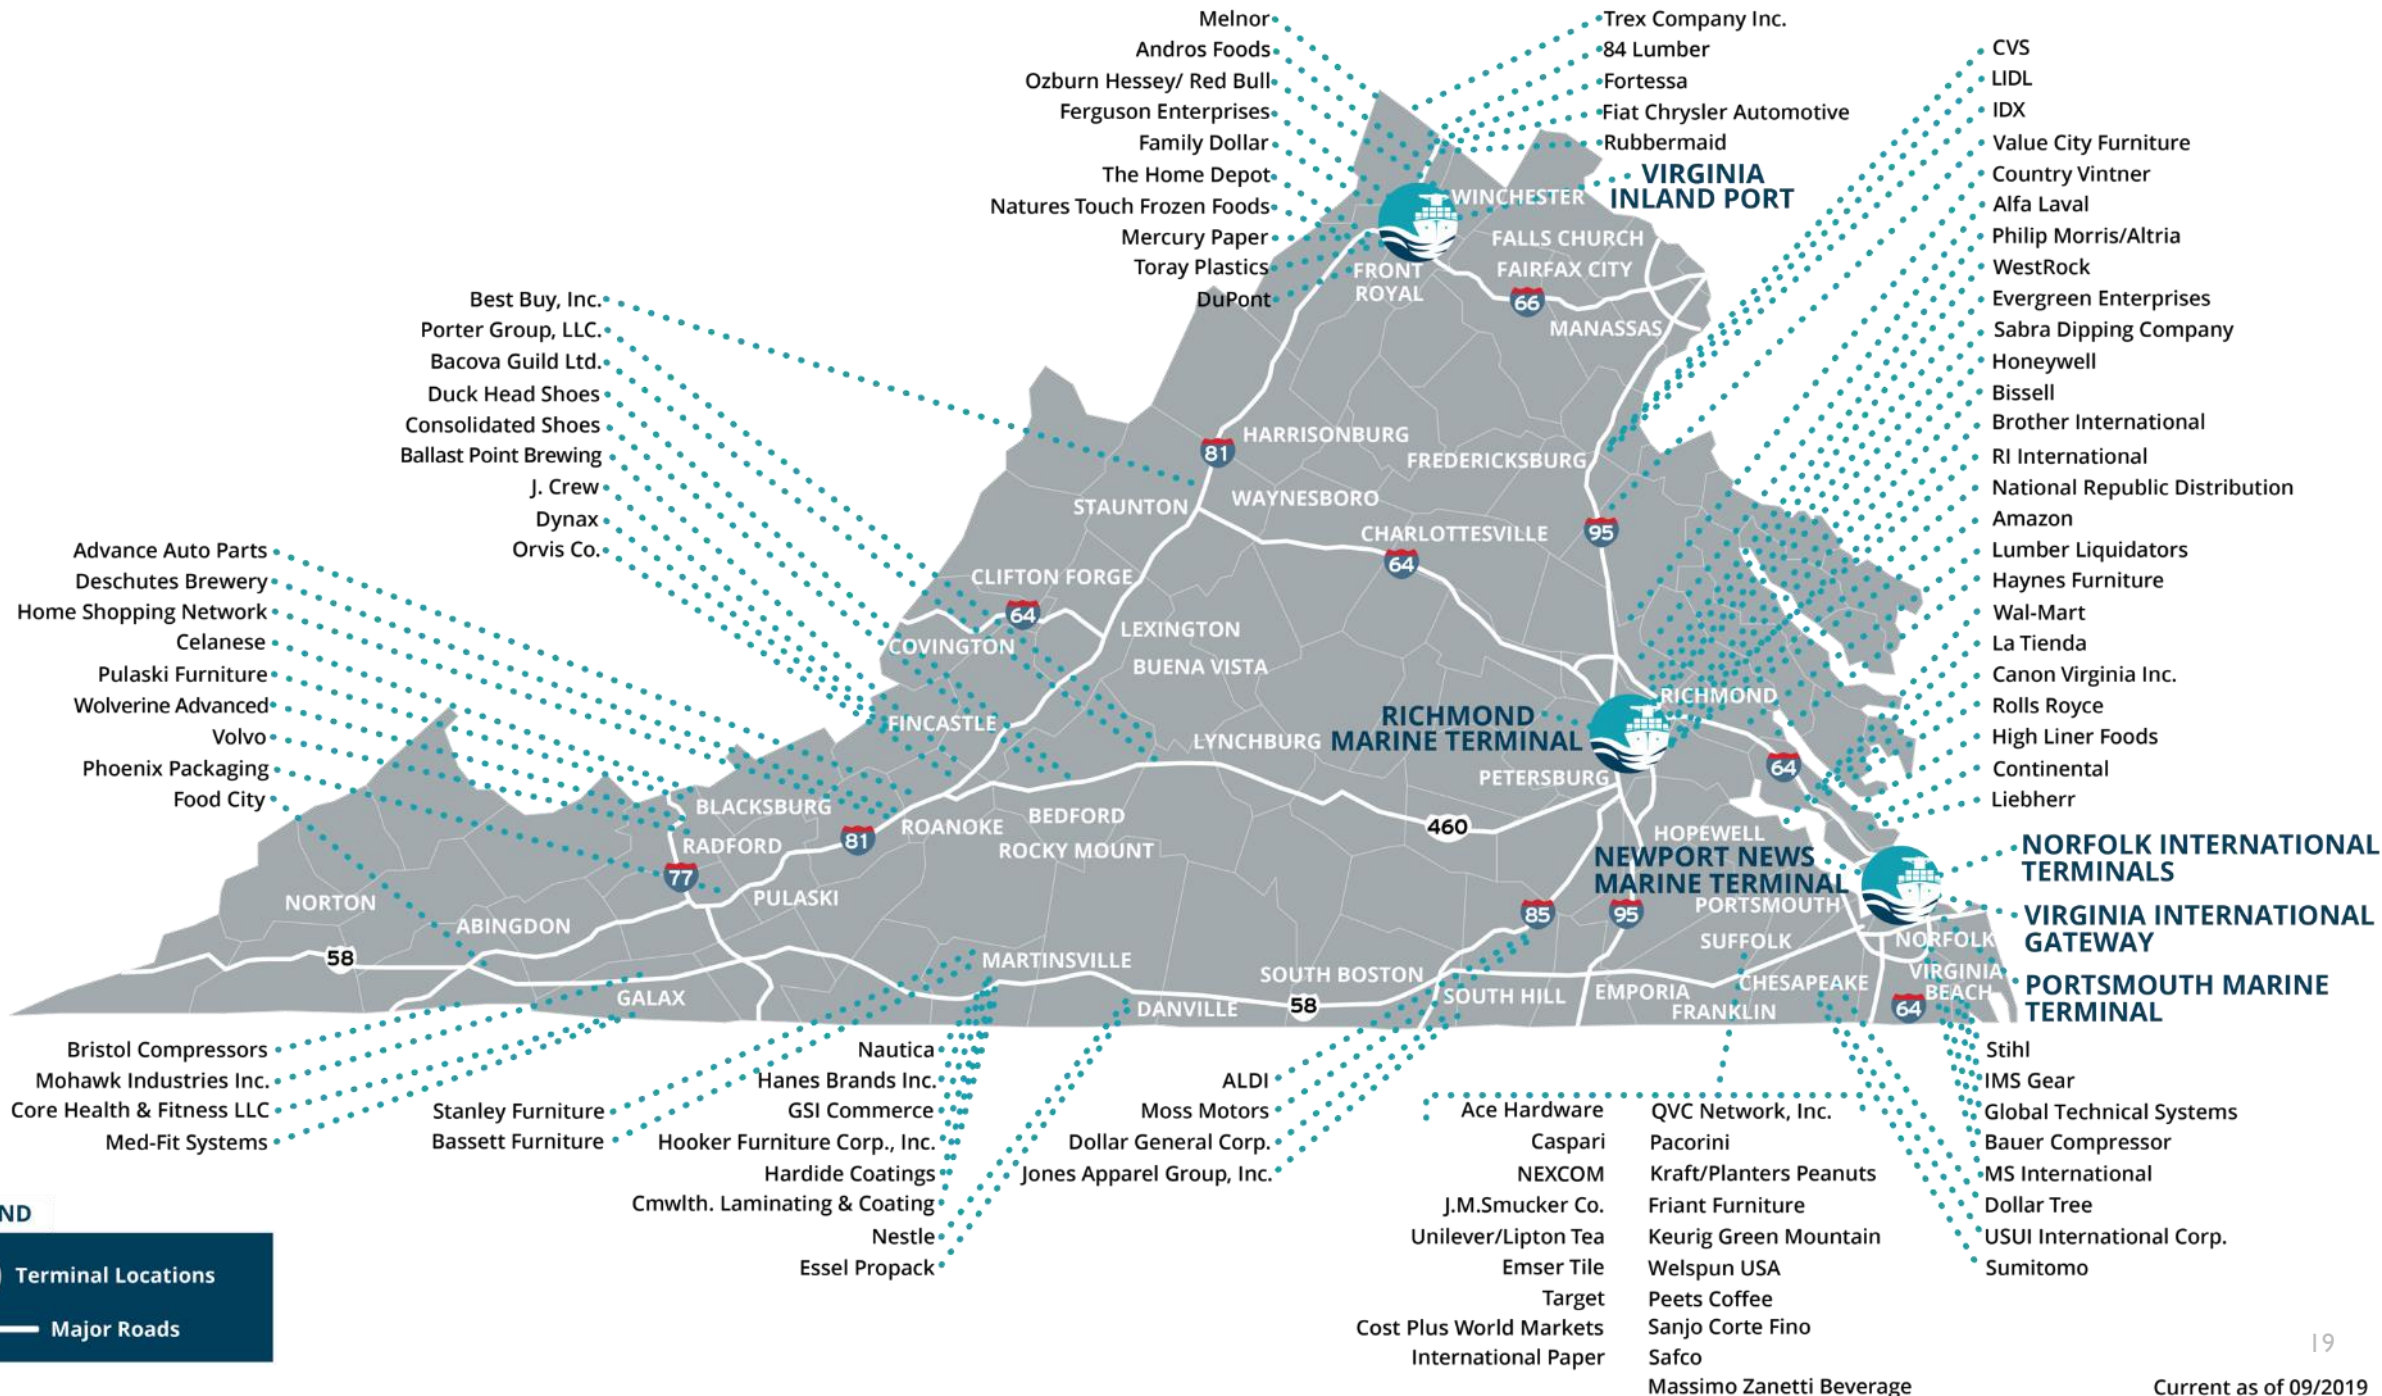 Melnor
Andros Foods
Ozburn Hessey/ Red Bull
Ferguson Enterprises
Family Dollar
The Home Depot
Natures Touch Frozen Foods
Mercury Paper
Toray Plastics
DuPont
Trex Company Inc.
84 Lumber
Fortessa
Fiat Chrysler Automotive
Rubbermaid
VIRGINIA
INLAND PORT
CVS
LIDL
IDX
Value City Furniture
Country Vintner
Alfa Laval
Philip Morris/Altria
WestRock
Evergreen Enterprises
Sabra Dipping Company
Honeywell
Bissell
Brother International
RI International
National Republic Distribution
Amazon
Lumber Liquidators
Haynes Furniture
Wal-Mart
La Tienda
Canon Virginia Inc.
Rolls Royce
High Liner Foods
Continental
Liebherr
Best Buy, Inc.
Porter Group, LLC.
Bacova Guild Ltd.
Duck Head Shoes
Consolidated Shoes
Ballast Point Brewing
J. Crew
Dynax
Orvis Co.
Advance Auto Parts
Deschutes Brewery
Home Shopping Network
Celanese
Pulaski Furniture
Wolverine Advanced
Volvo
Phoenix Packaging
Food City
WINCHESTER
FALLS CHURCH
FRONT
ROYAL
FAIRFAX CITY
66
MANASSAS
HARRISONBURG
81
FREDERICKSBURG
STAUNTON
WAYNESBORO
CHARLOTTESVILLE
95
64
CLIFTON FORGE
64
COVINGTON
LEXINGTON
BUENA VISTA
RICHMOND
RICHMOND
MARINE TERMINAL
FINCASTLE
LYNCHBURG
64
PETERSBURG
BLACKSBURG
ROANOKE
BEDFORD
460
HOPEWELL
RADFORD
81
ROCKY MOUNT
NEWPORT NEWS
MARINE TERMINAL
NORFOLK INTERNATIONAL
TERMINALS
77
NORTON
PULASKI
85
95
PORTSMOUTH
VIRGINIA INTERNATIONAL
GATEWAY
ABINGDON
SUFFOLK
NORFOLK
58
MARTINSVILLE
SOUTH BOSTON
CHESAPEAKE
VIRGINIA
BEACH
PORTSMOUTH MARINE
TERMINAL
GALAX
DANVILLE
58
SOUTH HILL
EMPORIA
FRANKLIN
64
Bristol Compressors
Mohawk Industries Inc.
Core Health & Fitness LLC
Med-Fit Systems
Stanley Furniture
Bassett Furniture
Nautica
Hanes Brands Inc.
GSI Commerce
Hooker Furniture Corp., Inc.
Hardide Coatings
Cmwlth. Laminating & Coating
Nestle
Essel Propack
ALDI
Moss Motors
Dollar General Corp.
Jones Apparel Group, Inc.
Ace Hardware
Caspari
NEXCOM
J.M.Smucker Co.
Unilever/Lipton Tea
Emser Tile
Target
Cost Plus World Markets
International Paper
QVC Network, Inc.
Pacorini
Kraft/Planters Peanuts
Friant Furniture
Keurig Green Mountain
Welspun USA
Peets Coffee
Sanjo Corte Fino
Safco
Massimo Zanetti Beverage
Stihl
IMS Gear
Global Technical Systems
Bauer Compressor
MS International
Dollar Tree
USUI International Corp.
Sumitomo
ND
Terminal Locations
Major Roads
19
Current as of 09/2019